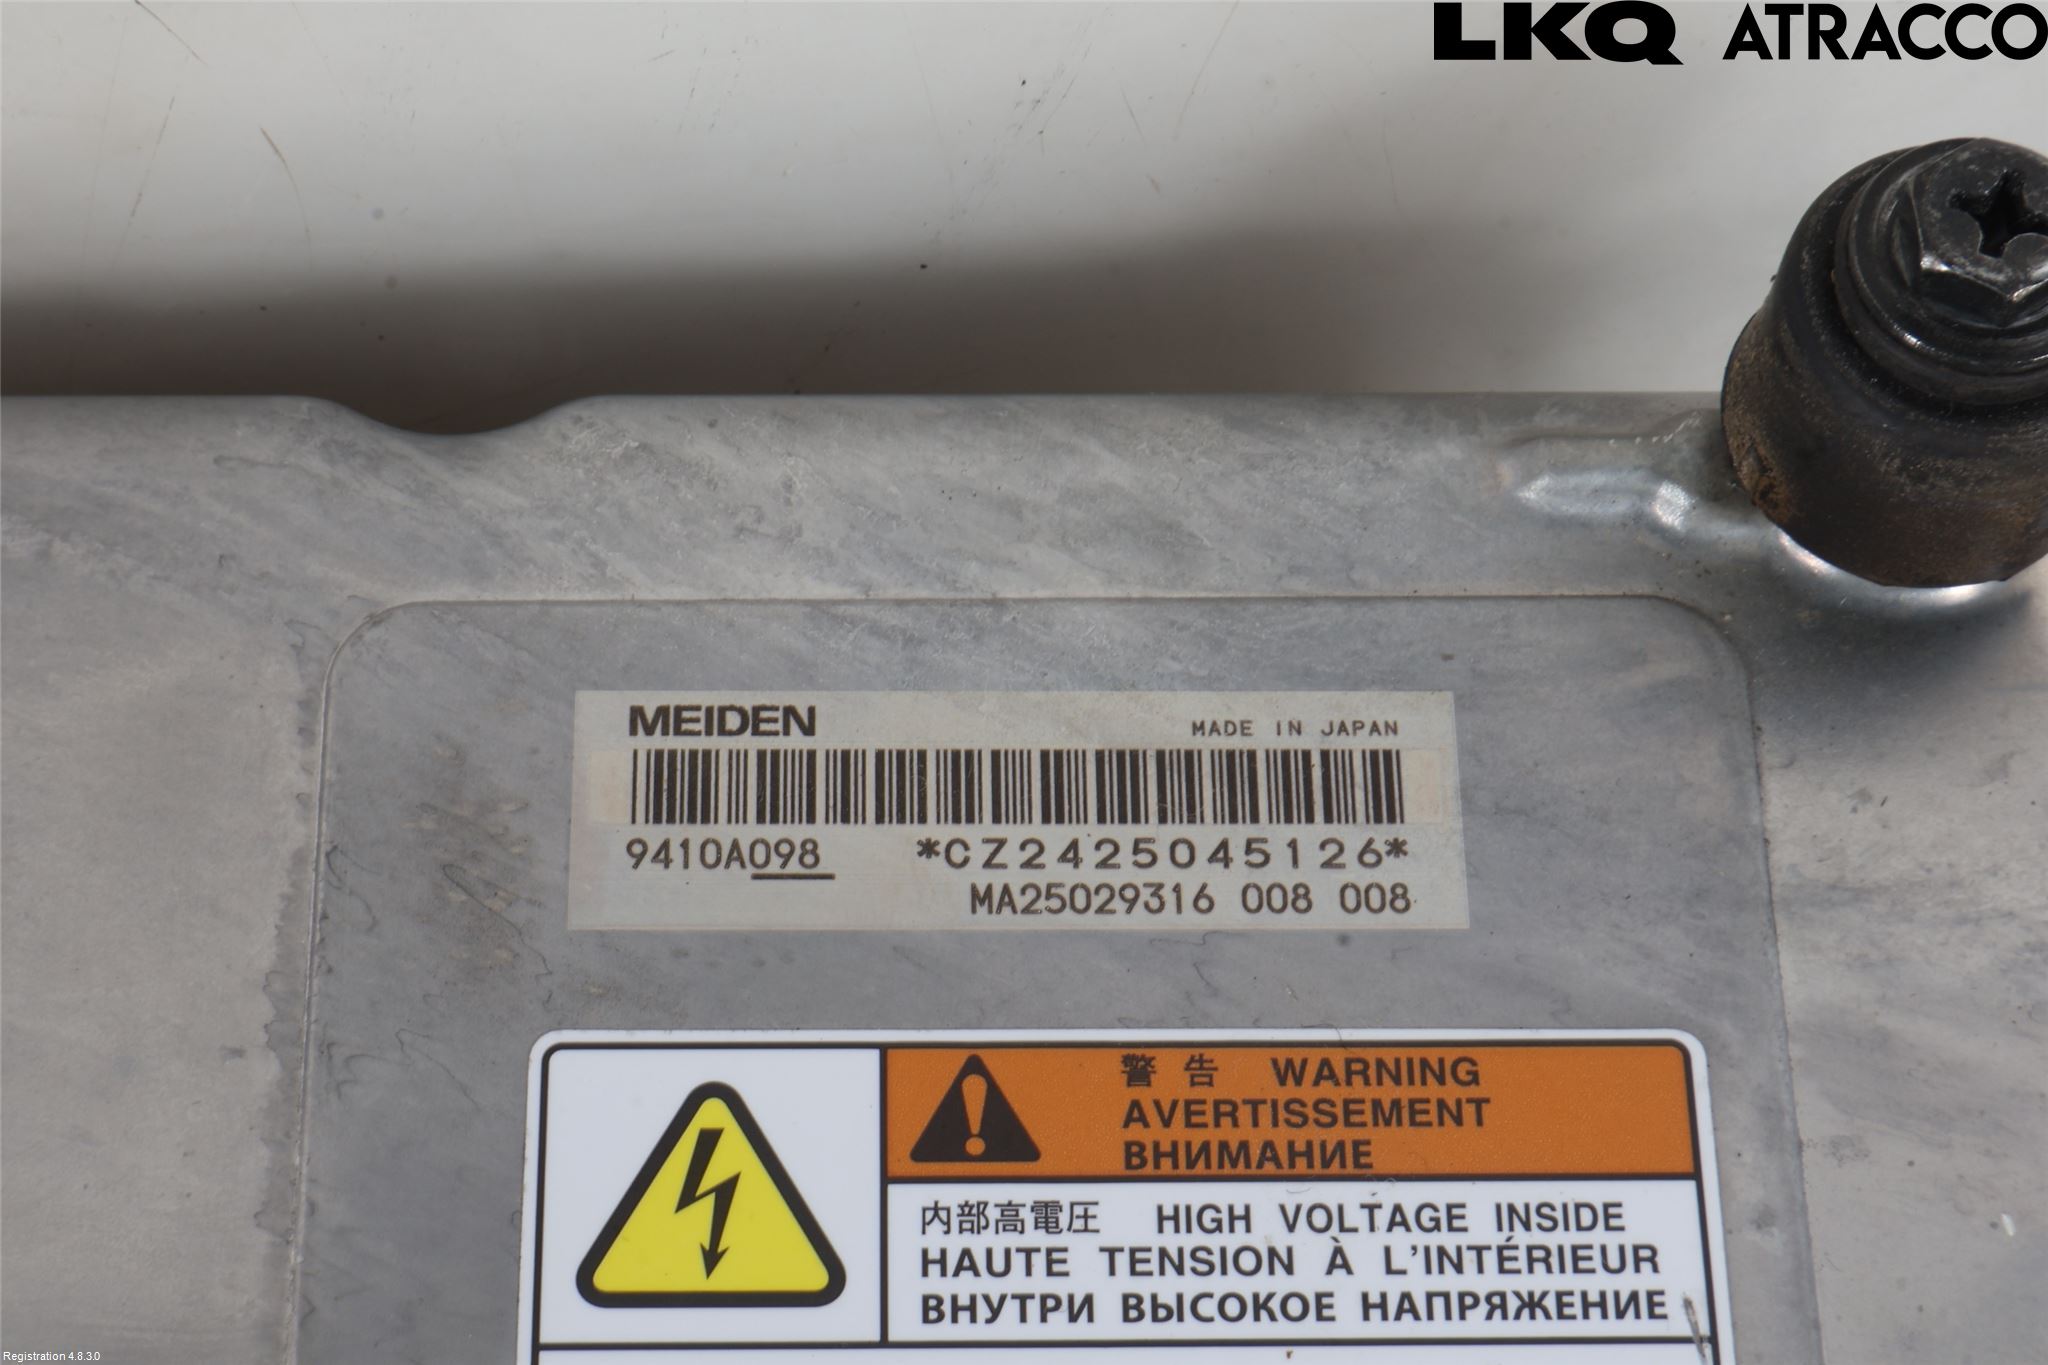 LKQ ATRACCO
MEIDEN MADE IN JAPAN
9410A098 *CZ2425045126*
MA25029316 008 008
警告 WARNING
AVERTISSEMENT
ВНИМАНИЕ
内部高電圧 HIGH VOLTAGE INSIDE
HAUTE TENSION À L'INTÉRIEUR
ВНУТРИ ВЫСОКОЕ НАПРЯЖЕНИЕ
Registration 4.8.3.0